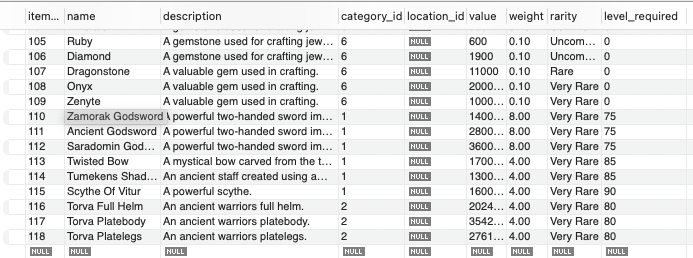 item... name description category_id location_id value weight rarity level_required
105 Ruby A gemstone used for crafting jew... 6 NULL 600 0.10 Uncom... 0
106 Diamond A gemstone used for crafting jew... 6 NULL 1900 0.10 Uncom... 0
107 Dragonstone A valuable gem used in crafting. 6 NULL 11000 0.10 Rare 0
108 Onyx A valuable gem used in crafting. 6 NULL 2000... 0.10 Very Rare 0
109 Zenyte A valuable gem used in crafting. 6 NULL 1000... 0.10 Very Rare 0
110 Zamorak Godsword A powerful two-handed sword im... 1 NULL 1400... 8.00 Very Rare 75
111 Ancient Godsword A powerful two-handed sword im... 1 NULL 2800... 8.00 Very Rare 75
112 Saradomin God... A powerful two-handed sword im... 1 NULL 3600... 8.00 Very Rare 75
113 Twisted Bow A mystical bow carved from the t... 1 NULL 1700... 4.00 Very Rare 85
114 Tumekens Shad... An ancient staff created using a... 1 NULL 1300... 4.00 Very Rare 85
115 Scythe Of Vitur A powerful scythe. 1 NULL 1600... 4.00 Very Rare 90
116 Torva Full Helm An ancient warriors full helm. 2 NULL 2024... 4.00 Very Rare 80
117 Torva Platebody An ancient warriors platebody. 2 NULL 3542... 4.00 Very Rare 80
118 Torva Platelegs An ancient warriors platelegs. 2 NULL 2761... 4.00 Very Rare 80
NULL NULL NULL NULL NULL NULL NULL NULL NULL